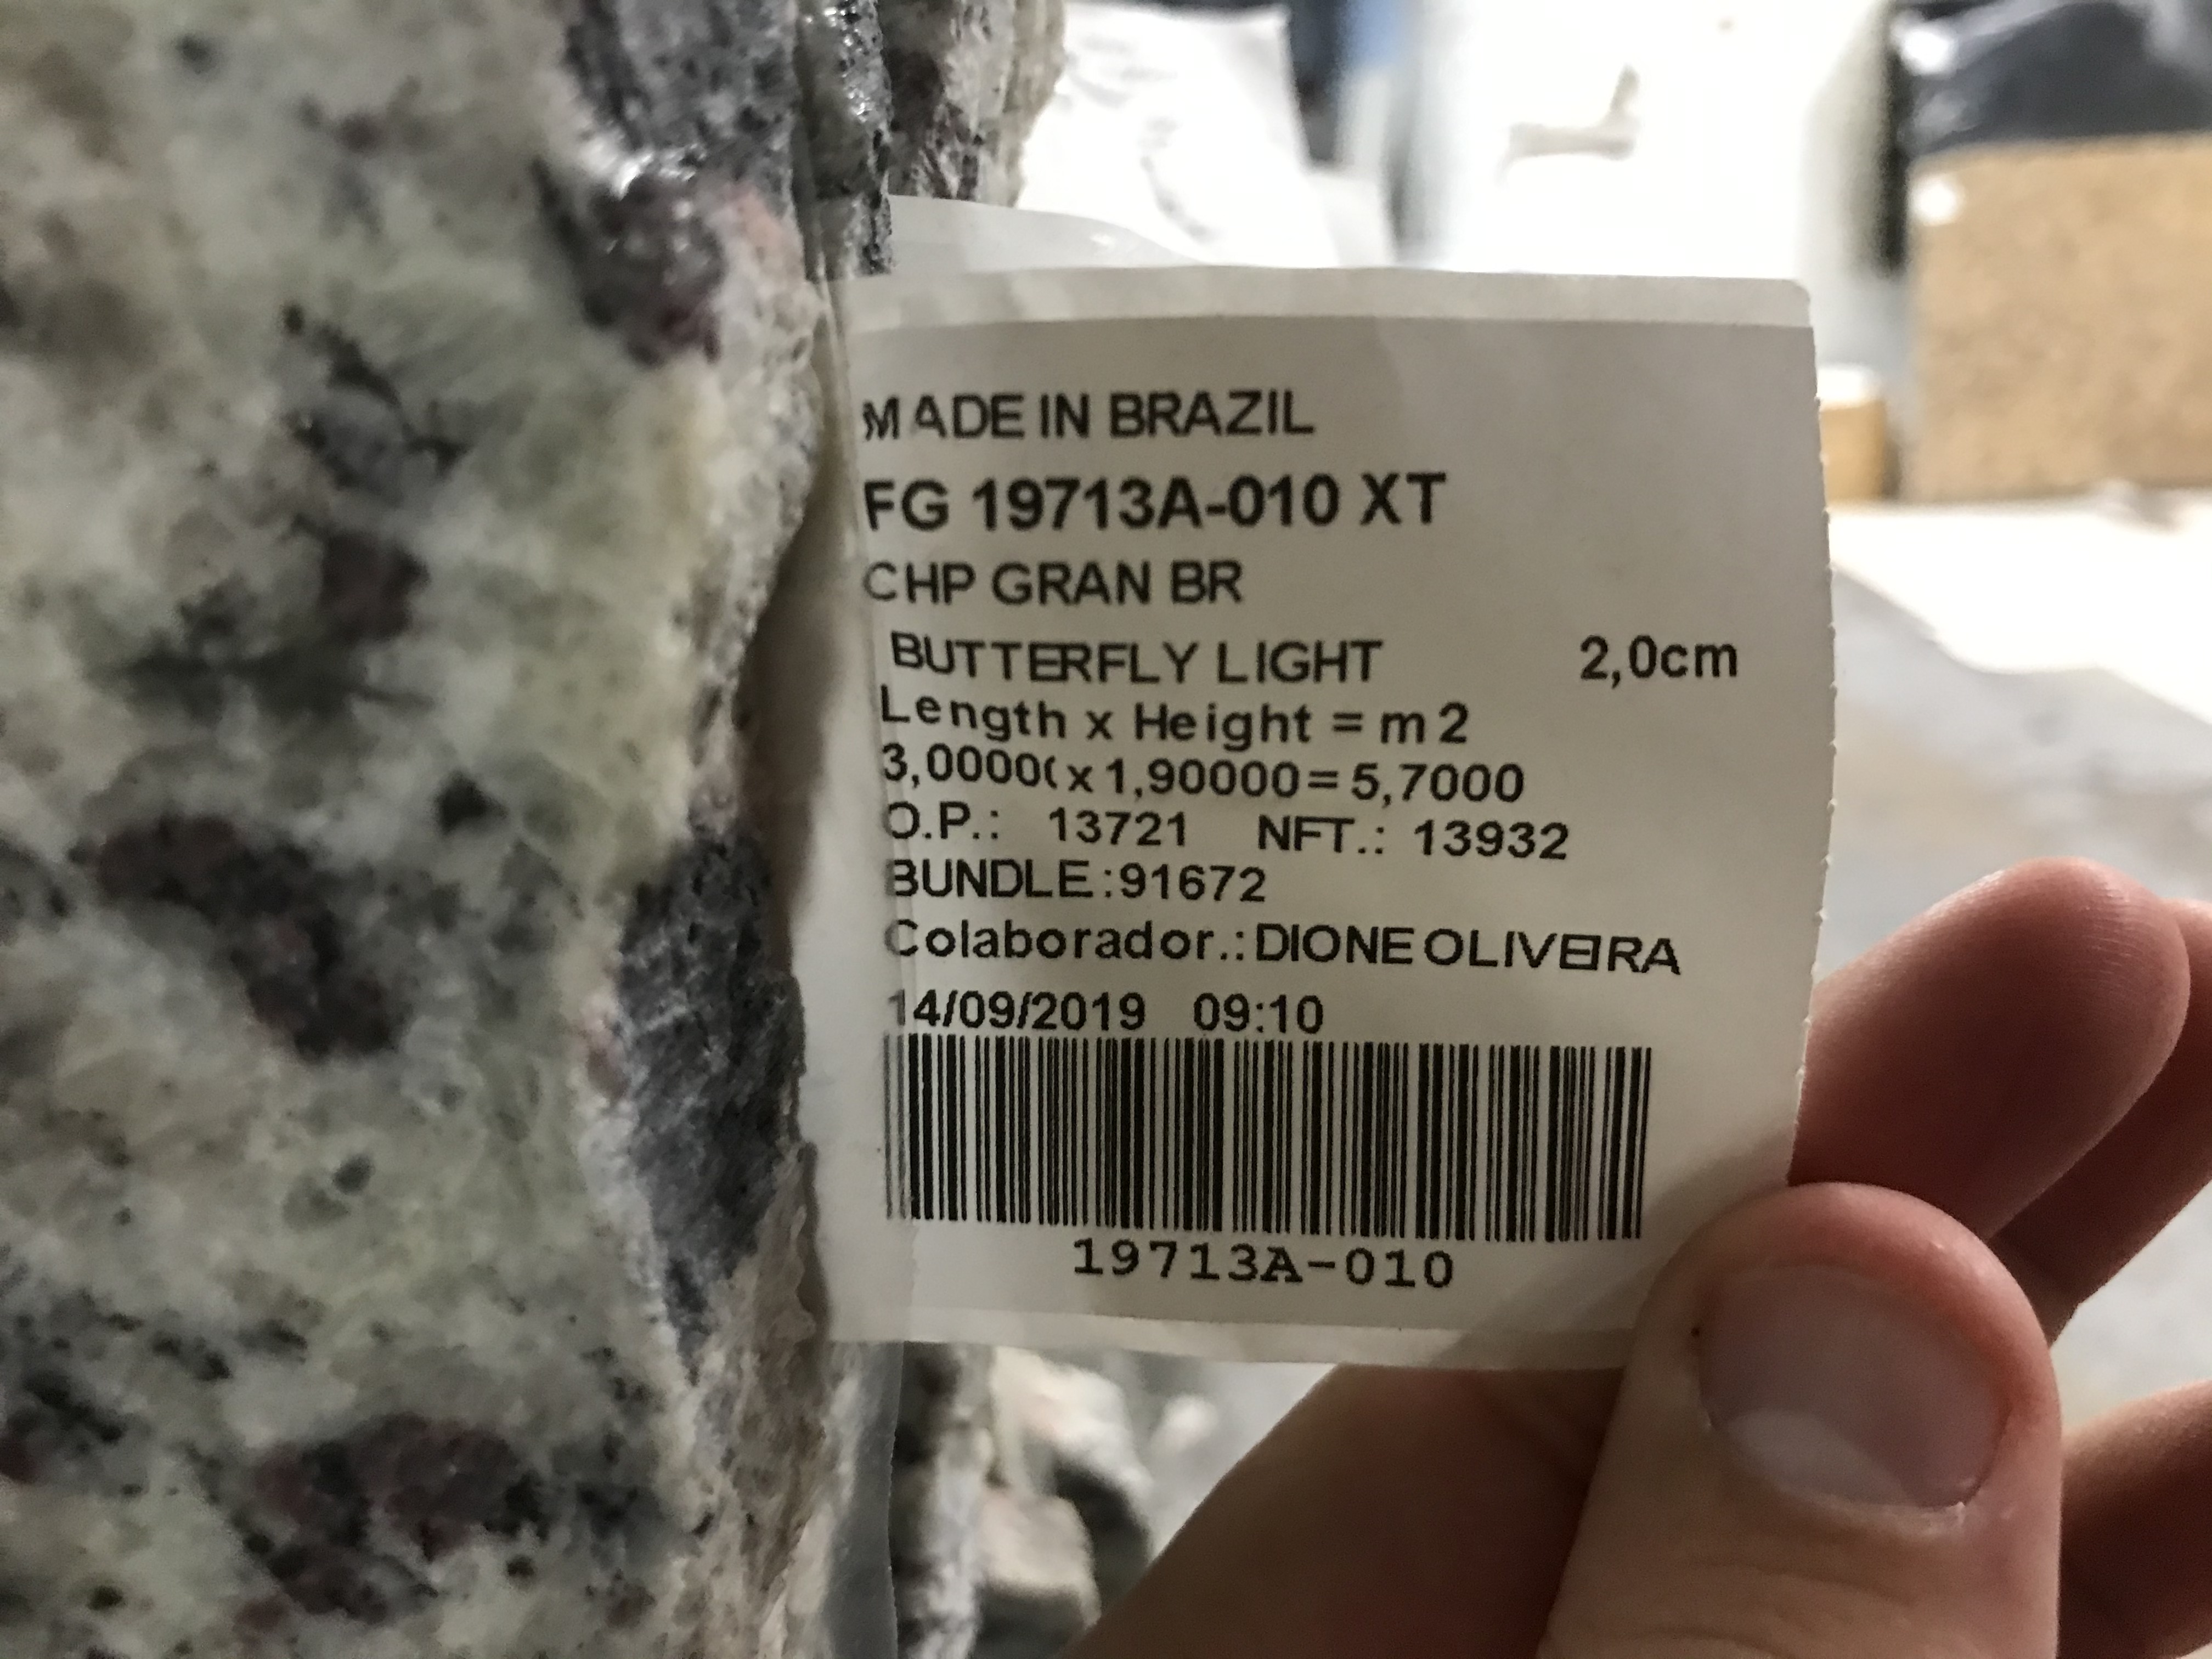 MADE IN BRAZIL
FG 19713A-010 XT
CHP GRAN BR
BUTTERFLY LIGHT 2,0cm
Length x Height = m2
3,0000( x 1,90000 = 5,7000
O.P.: 13721 NFT.: 13932
BUNDLE:91672
Colaborador.: DIONE OLIVEIRA
14/09/2019 09:10
19713A-010